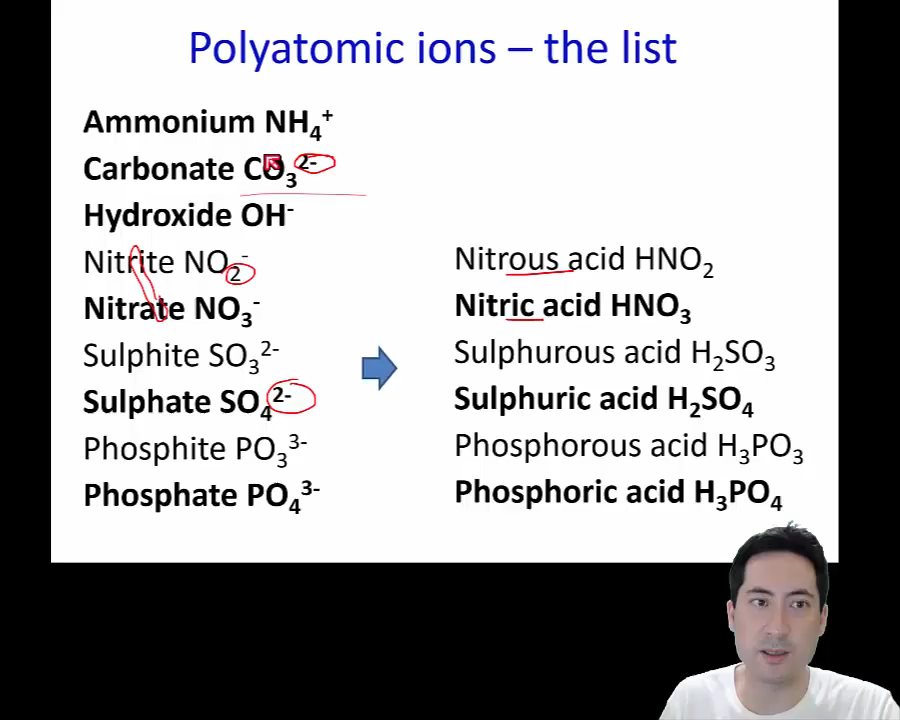 Polyatomic ions – the list
Ammonium NH₄⁺
Carbonate CO₃²⁻
Hydroxide OH⁻
Nitrite NO₂⁻
Nitrate NO₃⁻
Sulphite SO₃²⁻
Sulphate SO₄²⁻
Phosphite PO₃³⁻
Phosphate PO₄³⁻
Nitrous acid HNO₂
Nitric acid HNO₃
Sulphurous acid H₂SO₃
Sulphuric acid H₂SO₄
Phosphorous acid H₃PO₃
Phosphoric acid H₃PO₄